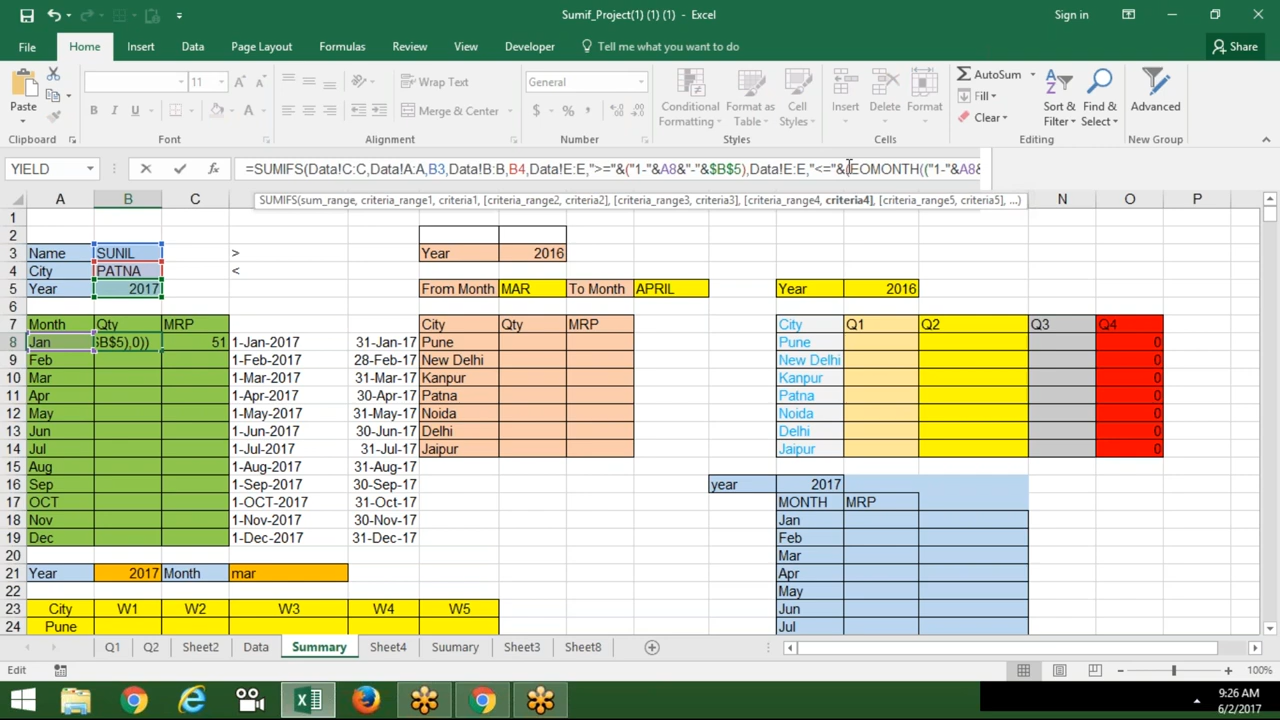 Sumif_Project(1) (1) (1) - Excel
Sign in
File Home Insert Data Page Layout Formulas Review View Developer Tell me what you want to do Share
Paste 11 A A Wrap Text General Conditional Formatting Format as Table Cell Styles Insert Delete Format AutoSum Fill Clear Sort & Filter Find & Select Advanced
B I U A Merge & Center $ %
Clipboard Font Alignment Number Styles Cells Editing
YIELD fx =SUMIFS(Data!C:C,Data!A:A,B3,Data!B:B,B4,Data!E:E,">="&("1-"&A8&"-"&$B$5),Data!E:E,"<="&(EOMONTH(("1-"&A8&
SUMIFS(sum_range, criteria_range1, criteria1, [criteria_range2, criteria2], [criteria_range3, criteria3], [criteria_range4, criteria4], [criteria_range5, criteria5], ...)
A B C N O P
1
2
3 Name SUNIL > Year 2016
4 City PATNA <
5 Year 2017 From Month MAR To Month APRIL Year 2016
6
7 Month Qty MRP City Qty MRP City Q1 Q2 Q3 Q4
8 Jan $B$5),0)) 51 1-Jan-2017 31-Jan-17 Pune Pune 0
9 Feb 1-Feb-2017 28-Feb-17 New Delhi New Delhi 0
10 Mar 1-Mar-2017 31-Mar-17 Kanpur Kanpur 0
11 Apr 1-Apr-2017 30-Apr-17 Patna Patna 0
12 May 1-May-2017 31-May-17 Noida Noida 0
13 Jun 1-Jun-2017 30-Jun-17 Delhi Delhi 0
14 Jul 1-Jul-2017 31-Jul-17 Jaipur Jaipur 0
15 Aug 1-Aug-2017 31-Aug-17
16 Sep 1-Sep-2017 30-Sep-17 year 2017
17 OCT 1-OCT-2017 31-Oct-17 MONTH MRP
18 Nov 1-Nov-2017 30-Nov-17 Jan
19 Dec 1-Dec-2017 31-Dec-17 Feb
20 Mar
21 Year 2017 Month mar Apr
22 May
23 City W1 W2 W3 W4 W5 Jun
24 Pune Jul
Q1 Q2 Sheet2 Data Summary Sheet4 Suumary Sheet3 Sheet8
Edit 100%
9:26 AM
6/2/2017